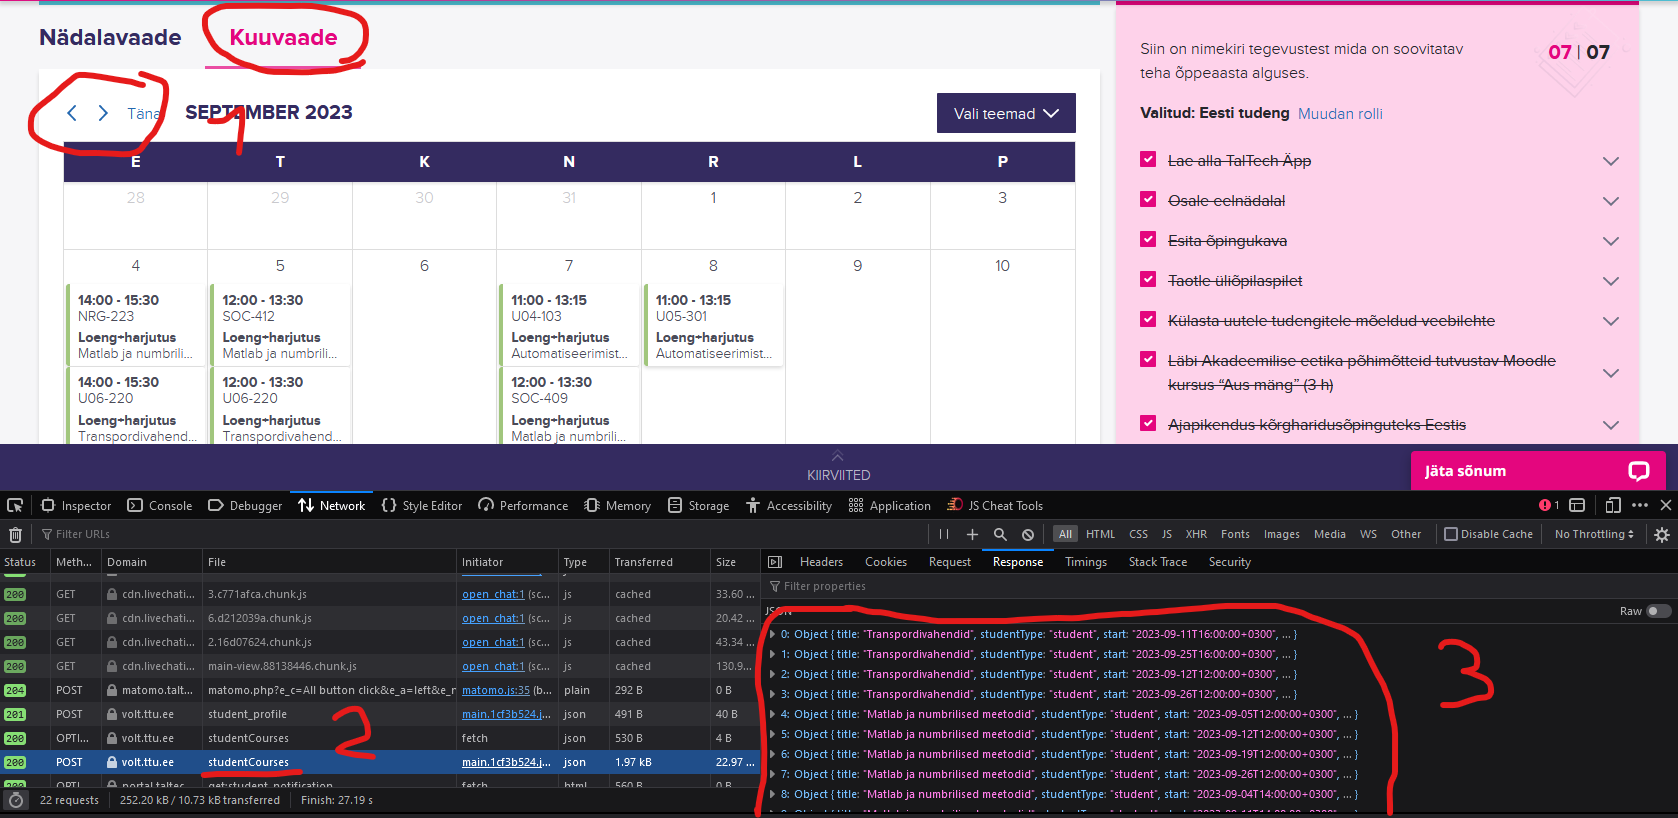 Nädalavaade
Kuuvaade
Siin on nimekiri tegevustest mida on soovitatav
teha õppeaasta alguses.
07 | 07
Valitud: Eesti tudeng Muudan rolli
Täna
SEPTEMBER 2023
1
Vali teemad
E T K N R L P
28 29 30 31 1 2 3
4 5 6 7 8 9 10
14:00 - 15:30
NRG-223
Loeng+harjutus
Matlab ja numbrili...
14:00 - 15:30
U06-220
Loeng+harjutus
Transpordivahend...
12:00 - 13:30
SOC-412
Loeng+harjutus
Matlab ja numbrili...
12:00 - 13:30
U06-220
Loeng+harjutus
Transpordivahend...
11:00 - 13:15
U04-103
Loeng+harjutus
Automatiseerimist...
12:00 - 13:30
SOC-409
Loeng+harjutus
Matlab ja numbrili...
11:00 - 13:15
U05-301
Loeng+harjutus
Automatiseerimist...
Lae alla TalTech Äpp
Osale eelnädalal
Esita õpingukava
Taotle üliõpilaspilet
Külasta uutele tudengitele mõeldud veebilehte
Läbi Akadeemilise eetika põhimõtteid tutvustav Moodle
kursus “Aus mäng” (3 h)
Ajapikendus kõrgharidusõpinguteks Eestis
KIIRVIITED
Jäta sõnum
Inspector Console Debugger Network Style Editor Performance Memory Storage Accessibility Application JS Cheat Tools 1
Filter URLs
All HTML CSS JS XHR Fonts Images Media WS Other Disable Cache No Throttling
Status Meth... Domain File Initiator Type Transferred Size
200 GET cdn.livechati... 3.c771afca.chunk.js open_chat:1 (sc... js cached 33.60 ...
200 GET cdn.livechati... 6.d212039a.chunk.js open_chat:1 (sc... js cached 20.42 ...
200 GET cdn.livechati... 2.16d07624.chunk.js open_chat:1 (sc... js cached 43.34 ...
200 GET cdn.livechati... main-view.88138446.chunk.js open_chat:1 (sc... js cached 130.9...
204 POST matomo.talt... matomo.php?e_c=All button click&e_a=left&e_n matomo.js:35 (b... plain 292 B 0 B
201 POST volt.ttu.ee student_profile main.1cf3b524.j... json 491 B 40 B
200 OPTI... volt.ttu.ee studentCourses fetch json 530 B 4 B
200 POST volt.ttu.ee studentCourses main.1cf3b524.j... json 1.97 kB 22.97 ...
2
22 requests 252.20 kB / 10.73 kB transferred Finish: 27.19 s
Headers Cookies Request Response Timings Stack Trace Security
Filter properties
JSON
Raw
0: Object { title: "Transpordivahendid", studentType: "student", start: "2023-09-11T16:00:00+0300", ... }
1: Object { title: "Transpordivahendid", studentType: "student", start: "2023-09-25T16:00:00+0300", ... }
2: Object { title: "Transpordivahendid", studentType: "student", start: "2023-09-12T12:00:00+0300", ... }
3: Object { title: "Transpordivahendid", studentType: "student", start: "2023-09-26T12:00:00+0300", ... }
4: Object { title: "Matlab ja numbrilised meetodid", studentType: "student", start: "2023-09-05T12:00:00+0300", ... }
5: Object { title: "Matlab ja numbrilised meetodid", studentType: "student", start: "2023-09-12T12:00:00+0300", ... }
6: Object { title: "Matlab ja numbrilised meetodid", studentType: "student", start: "2023-09-19T12:00:00+0300", ... }
7: Object { title: "Matlab ja numbrilised meetodid", studentType: "student", start: "2023-09-26T12:00:00+0300", ... }
8: Object { title: "Matlab ja numbrilised meetodid", studentType: "student", start: "2023-09-04T14:00:00+0300", ... }
3